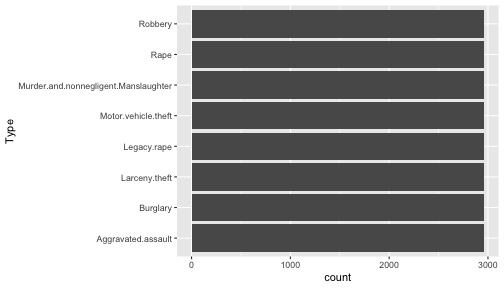 Robbery
Rape
Murder.and.nonnegligent.Manslaughter
Motor.vehicle.theft
Legacy.rape
Larceny.theft
Burglary
Aggravated.assault
Type
0 1000 2000 3000
count